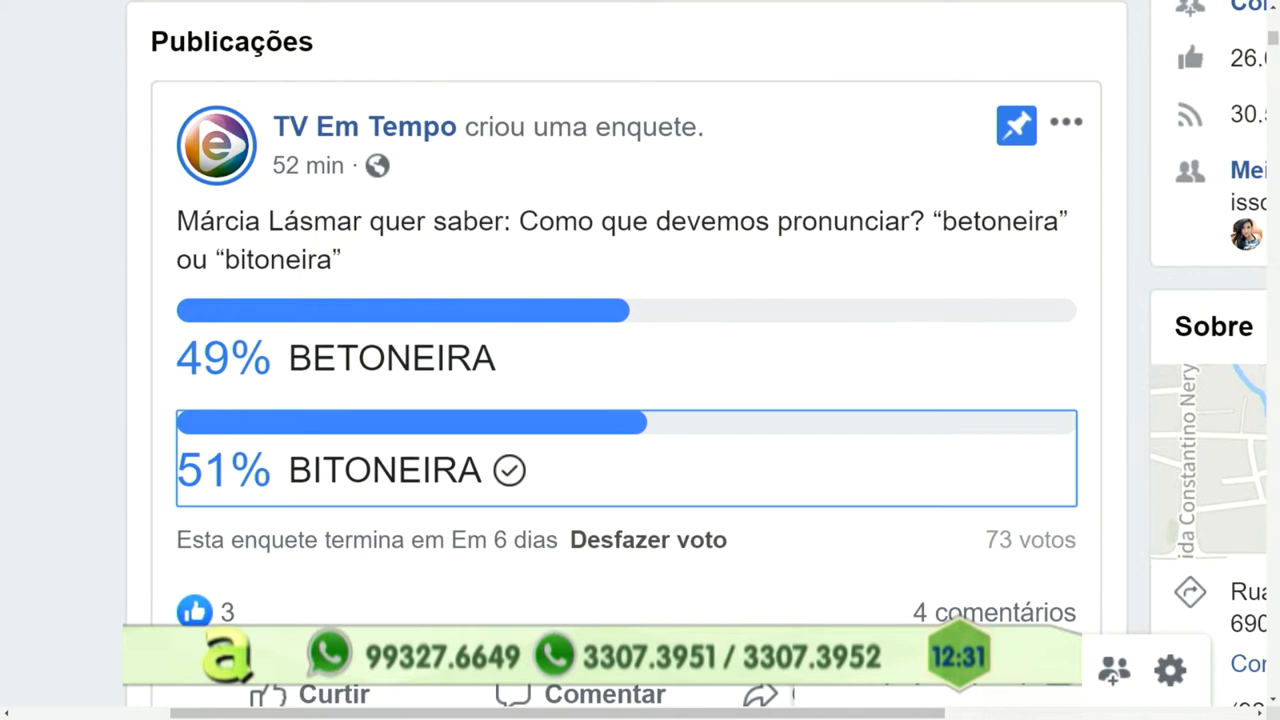 Publicações
TV Em Tempo criou uma enquete.
52 min ·
Márcia Lásmar quer saber: Como que devemos pronunciar? “betoneira”
ou “bitoneira”
49% BETONEIRA
51% BITONEIRA
Esta enquete termina em Em 6 dias Desfazer voto 73 votos
3 4 comentários
a 99327.6649 3307.3951 / 3307.3952 12:31
Curtir Comentar
26.
30.
Sobre
ida Constantino Nery